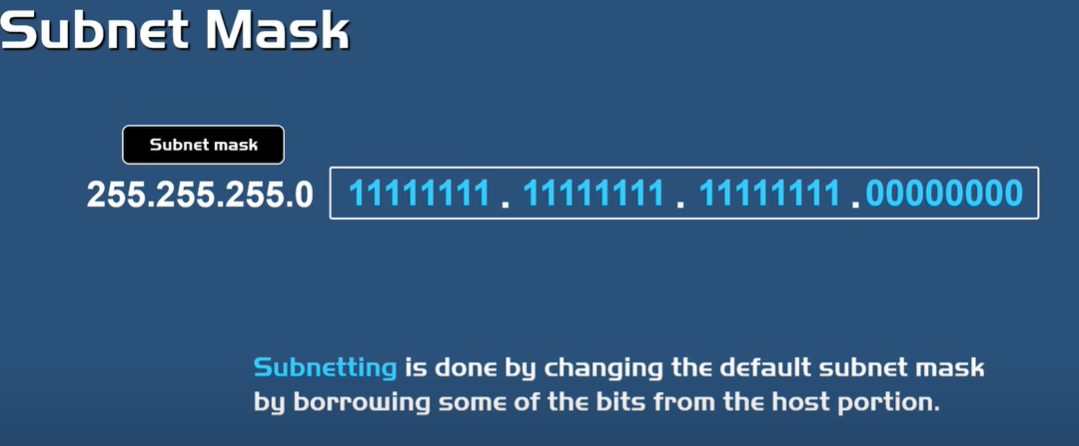 Subnet Mask
Subnet mask
255.255.255.0 11111111 . 11111111 . 11111111 .00000000
Subnetting is done by changing the default subnet mask
by borrowing some of the bits from the host portion.